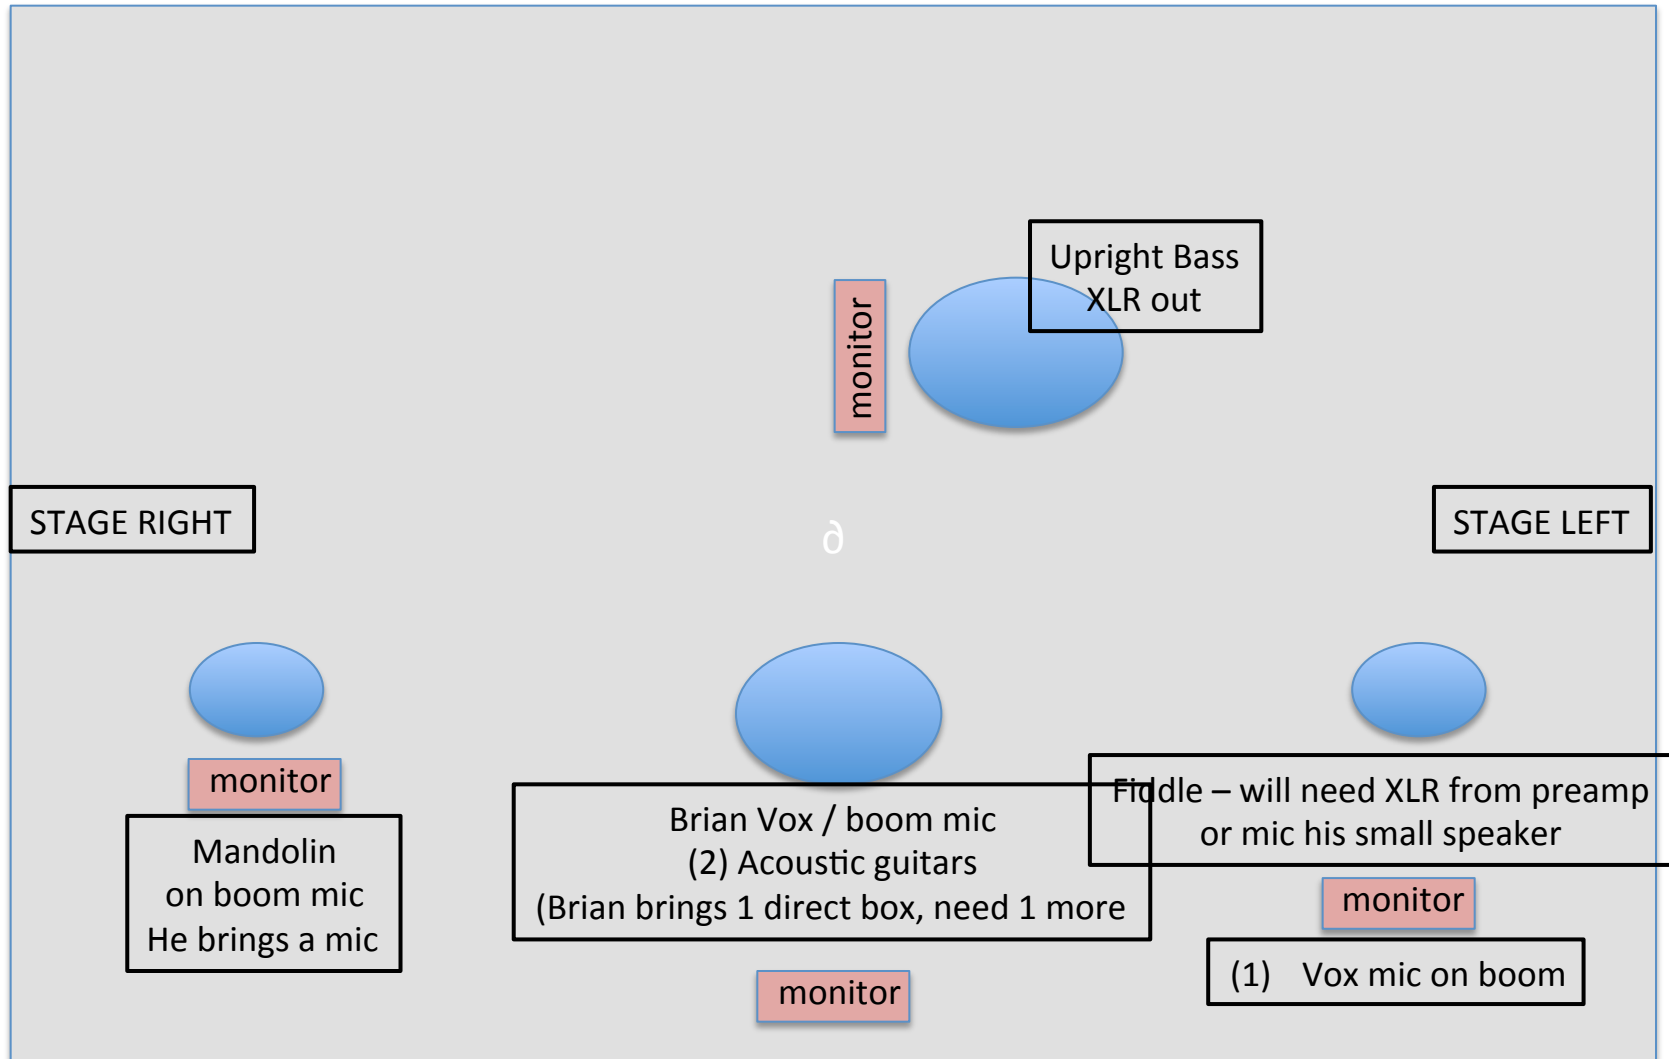 Upright Bass
XLR out
monitor
STAGE RIGHT
∂
STAGE LEFT
monitor
Mandolin
on boom mic
He brings a mic
Brian Vox / boom mic
(2) Acoustic guitars
(Brian brings 1 direct box, need 1 more
monitor
Fiddle – will need XLR from preamp
or mic his small speaker
monitor
(1) Vox mic on boom